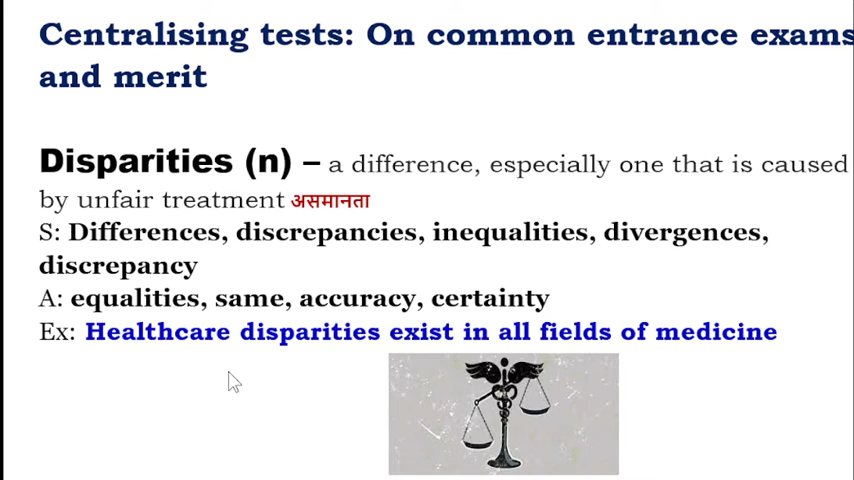 Centralising tests: On common entrance exams
and merit
Disparities (n) – a difference, especially one that is caused
by unfair treatment असमानता
S: Differences, discrepancies, inequalities, divergences,
discrepancy
A: equalities, same, accuracy, certainty
Ex: Healthcare disparities exist in all fields of medicine